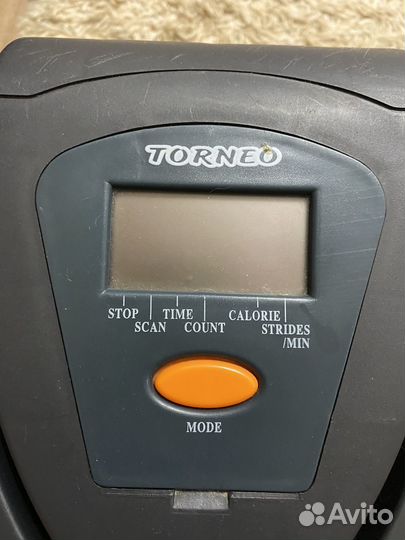 TORNEO
STOP TIME CALORIE
SCAN COUNT STRIDES
/MIN
MODE
Avito